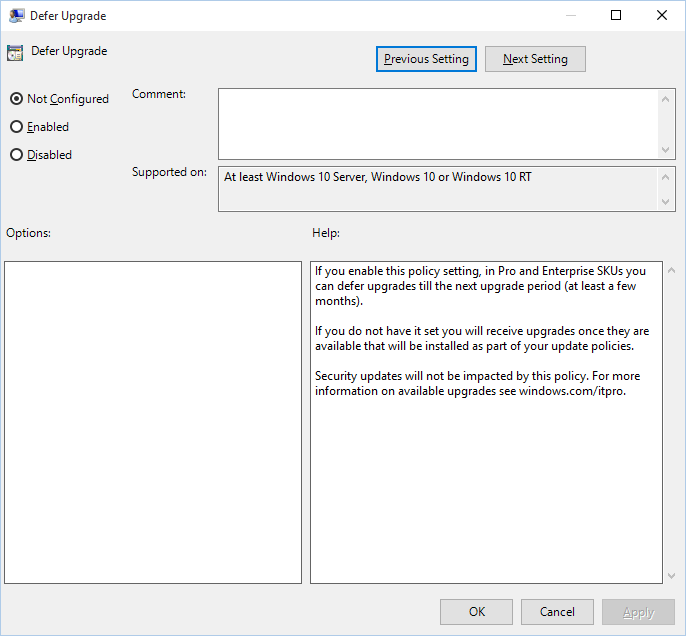 Defer Upgrade
Defer Upgrade
Previous Setting
Next Setting
Not Configured
Comment:
Enabled
Disabled
Supported on:
At least Windows 10 Server, Windows 10 or Windows 10 RT
Options:
Help:
If you enable this policy setting, in Pro and Enterprise SKUs you
can defer upgrades till the next upgrade period (at least a few
months).
If you do not have it set you will receive upgrades once they are
available that will be installed as part of your update policies.
Security updates will not be impacted by this policy. For more
information on available upgrades see windows.com/itpro.
OK
Cancel
Apply